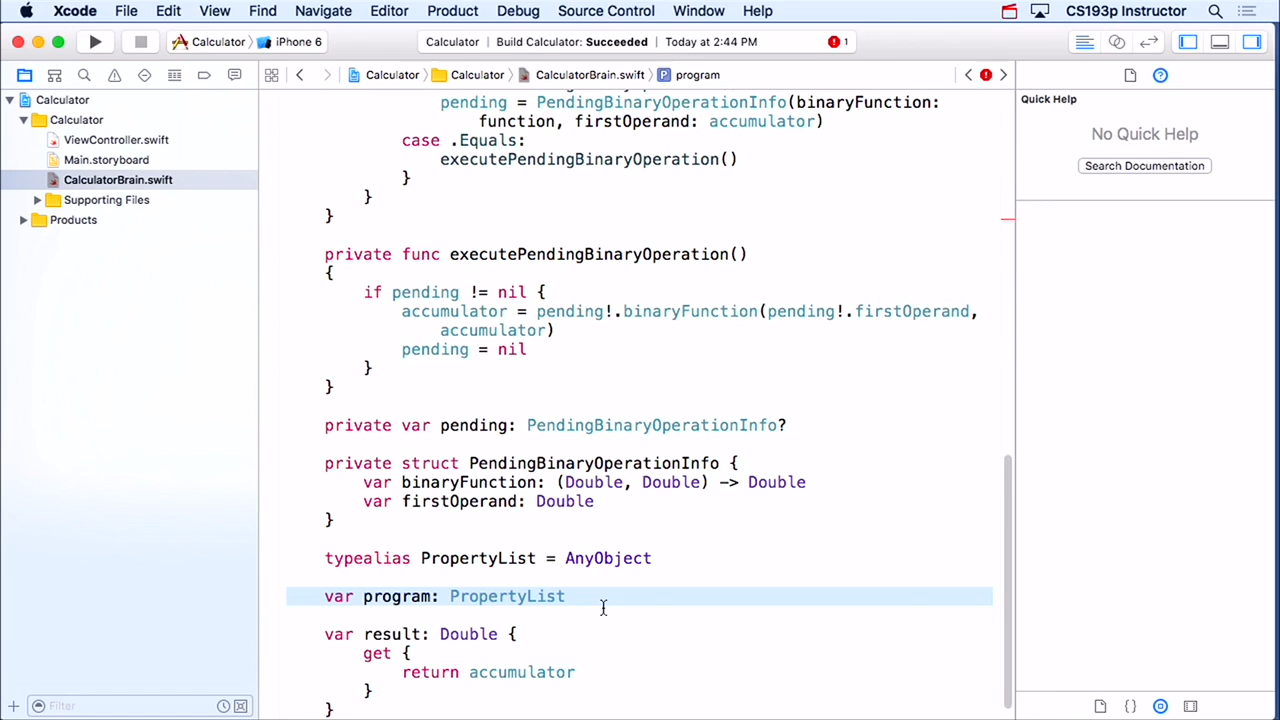 Xcode File Edit View Find Navigate Editor Product Debug Source Control Window Help CS193p Instructor
Calculator iPhone 6 Calculator Build Calculator: Succeeded Today at 2:44 PM 1
Calculator Calculator CalculatorBrain.swift P program
Calculator
Calculator
ViewController.swift
Main.storyboard
CalculatorBrain.swift
Supporting Files
Products
pending = PendingBinaryOperationInfo(binaryFunction:
function, firstOperand: accumulator)
case .Equals:
executePendingBinaryOperation()
}
}
}
private func executePendingBinaryOperation()
{
if pending != nil {
accumulator = pending!.binaryFunction(pending!.firstOperand,
accumulator)
pending = nil
}
}
private var pending: PendingBinaryOperationInfo?
private struct PendingBinaryOperationInfo {
var binaryFunction: (Double, Double) -> Double
var firstOperand: Double
}
typealias PropertyList = AnyObject
var program: PropertyList
var result: Double {
get {
return accumulator
}
}
Quick Help
No Quick Help
Search Documentation
Filter